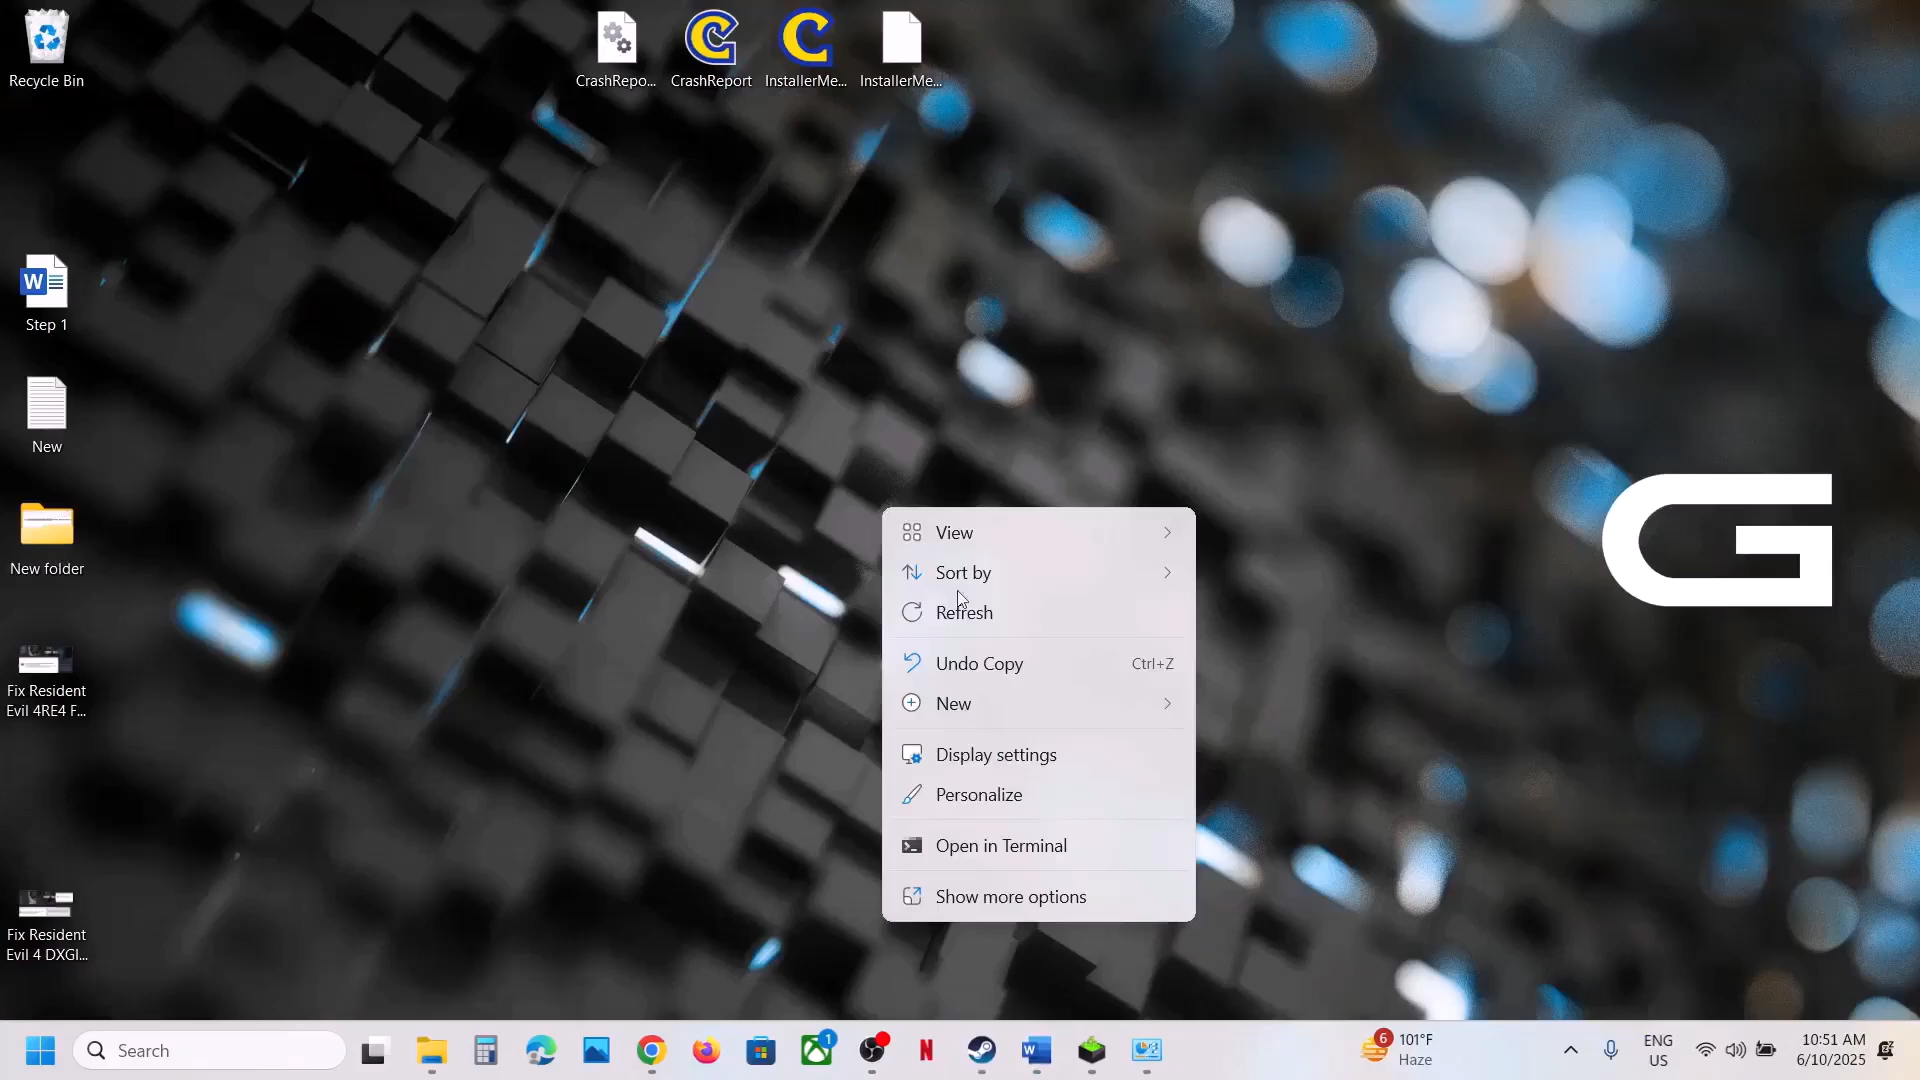 Recycle Bin
CrashRepo...
CrashReport
InstallerMe...
InstallerMe...
Step 1
New
New folder
Fix Resident
Evil 4RE4 F...
Fix Resident
Evil 4 DXGI...
View
Sort by
Refresh
Undo Copy Ctrl+Z
New
Display settings
Personalize
Open in Terminal
Show more options
Search
1
6
101°F
Haze
ENG
US
10:51 AM
6/10/2025